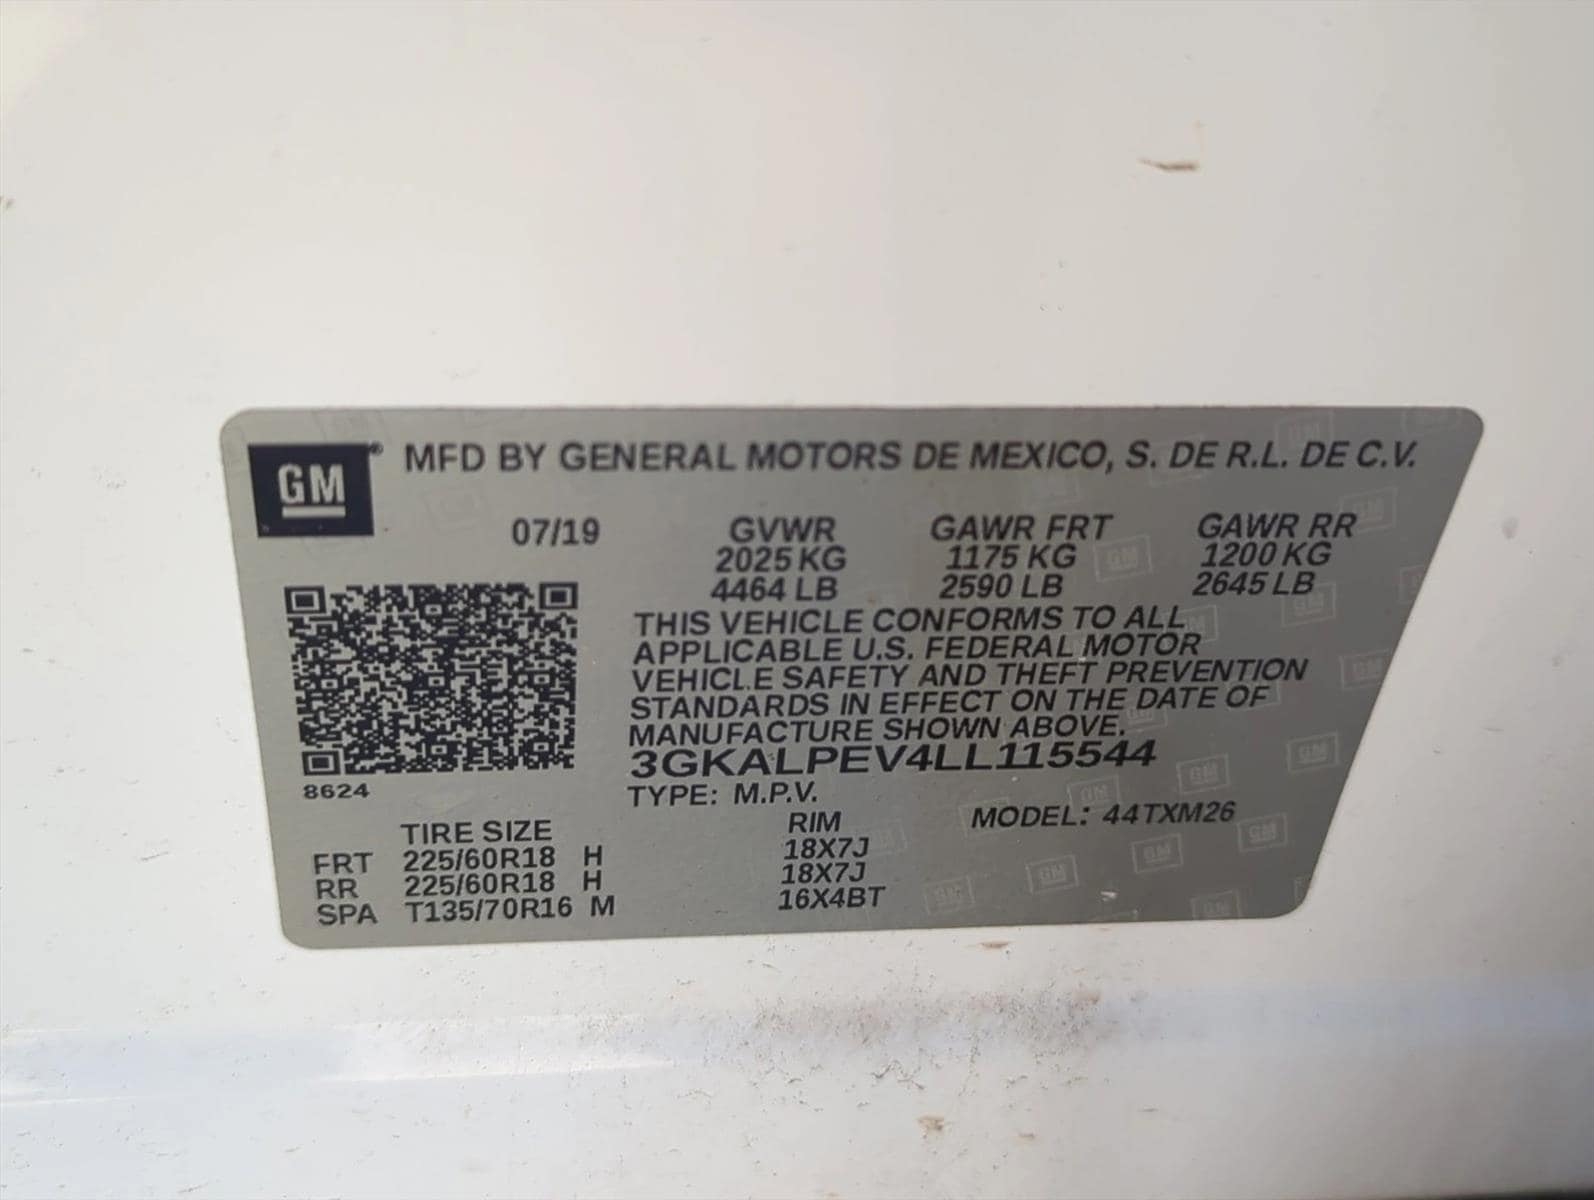 GM
MFD BY GENERAL MOTORS DE MEXICO, S. DE R.L. DE C.V.
07/19 GVWR GAWR FRT GAWR RR
2025 KG 1175 KG 1200 KG
4464 LB 2590 LB 2645 LB
THIS VEHICLE CONFORMS TO ALL
APPLICABLE U.S. FEDERAL MOTOR
VEHICLE SAFETY AND THEFT PREVENTION
STANDARDS IN EFFECT ON THE DATE OF
MANUFACTURE SHOWN ABOVE.
3GKALPEV4LL115544
8624
TYPE: M.P.V.
TIRE SIZE RIM MODEL: 44TXM26
FRT 225/60R18 H 18X7J
RR 225/60R18 H 18X7J
SPA T135/70R16 M 16X4BT